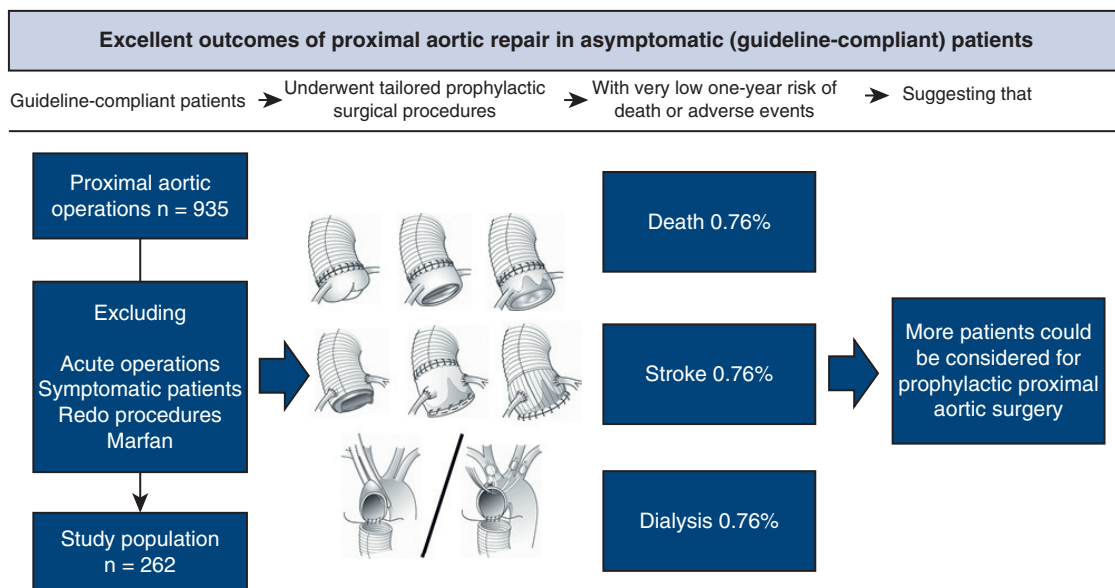 Excellent outcomes of proximal aortic repair in asymptomatic (guideline-compliant) patients
Guideline-compliant patients
Underwent tailored prophylactic
surgical procedures
With very low one-year risk of
death or adverse events
Suggesting that
Proximal aortic
operations n = 935
Excluding
Acute operations
Symptomatic patients
Redo procedures
Marfan
Study population
n = 262
Death 0.76%
Stroke 0.76%
Dialysis 0.76%
More patients could
be considered for
prophylactic proximal
aortic surgery